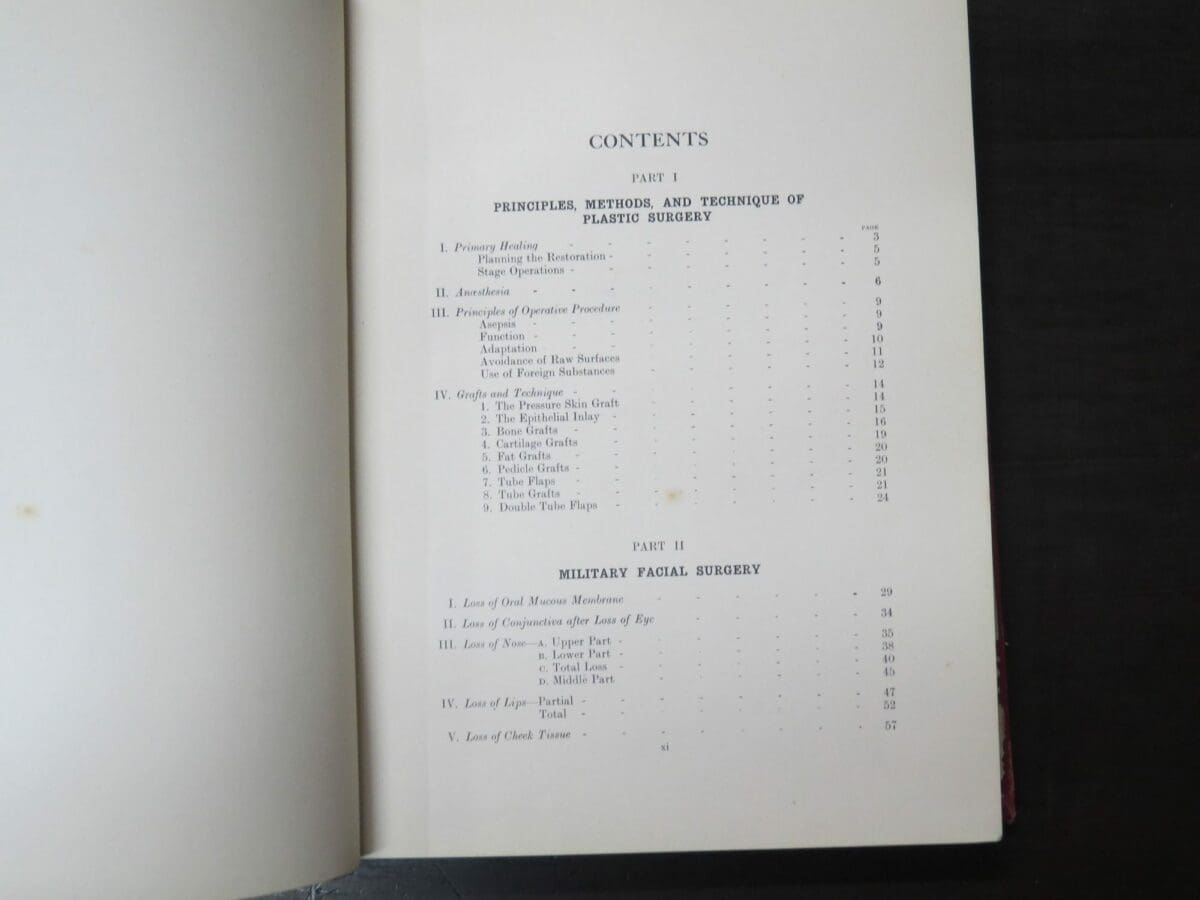 CONTENTS
PART I
PRINCIPLES, METHODS, AND TECHNIQUE OF
PLASTIC SURGERY
PAGE
I. Primary Healing 3
Planning the Restoration 5
Stage Operations 5
II. Anæsthesia 6
III. Principles of Operative Procedure 9
Asepsis 9
Function 9
Adaptation 10
Avoidance of Raw Surfaces 11
Use of Foreign Substances 12
IV. Grafts and Technique 14
1. The Pressure Skin Graft 14
2. The Epithelial Inlay 15
3. Bone Grafts 16
4. Cartilage Grafts 19
5. Fat Grafts 20
6. Pedicle Grafts 20
7. Tube Flaps 21
8. Tube Grafts 21
9. Double Tube Flaps 24
PART II
MILITARY FACIAL SURGERY
I. Loss of Oral Mucous Membrane 29
II. Loss of Conjunctiva after Loss of Eye 34
III. Loss of Nose—A. Upper Part 35
B. Lower Part 38
C. Total Loss 40
D. Middle Part 45
IV. Loss of Lips—Partial 47
Total 52
V. Loss of Cheek Tissue 57
xi